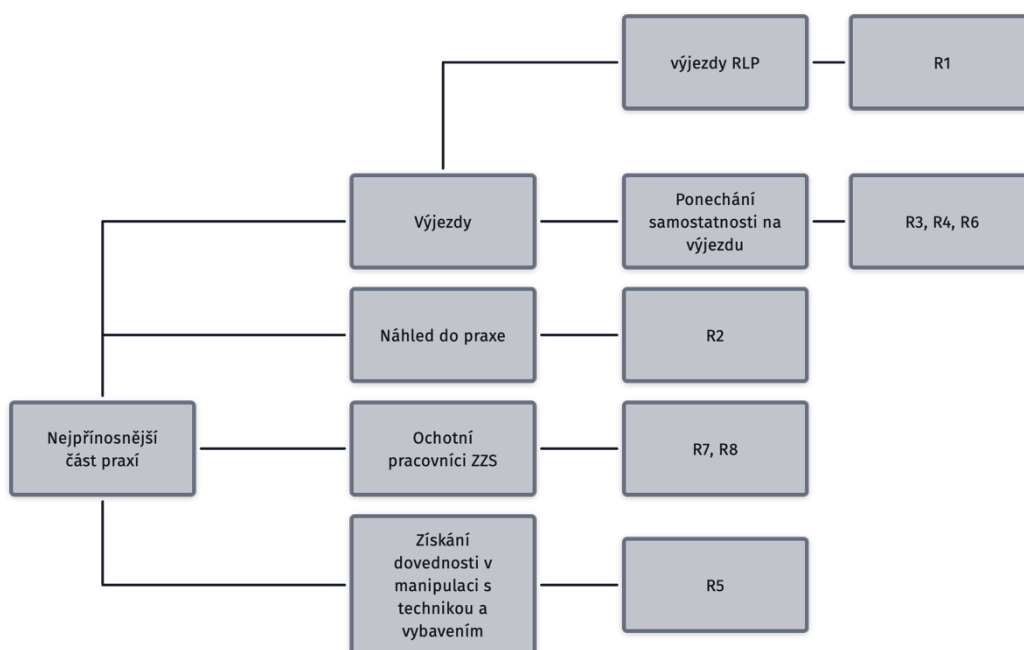 výjezdy RLP
R1
Výjezdy
Ponechání
samostatnosti na
výjezdu
R3, R4, R6
Náhled do praxe
R2
Nejpřínosnější
část praxí
Ochotní
pracovníci ZZS
R7, R8
Získání
dovednosti v
manipulaci s
technikou a
vybavením
R5